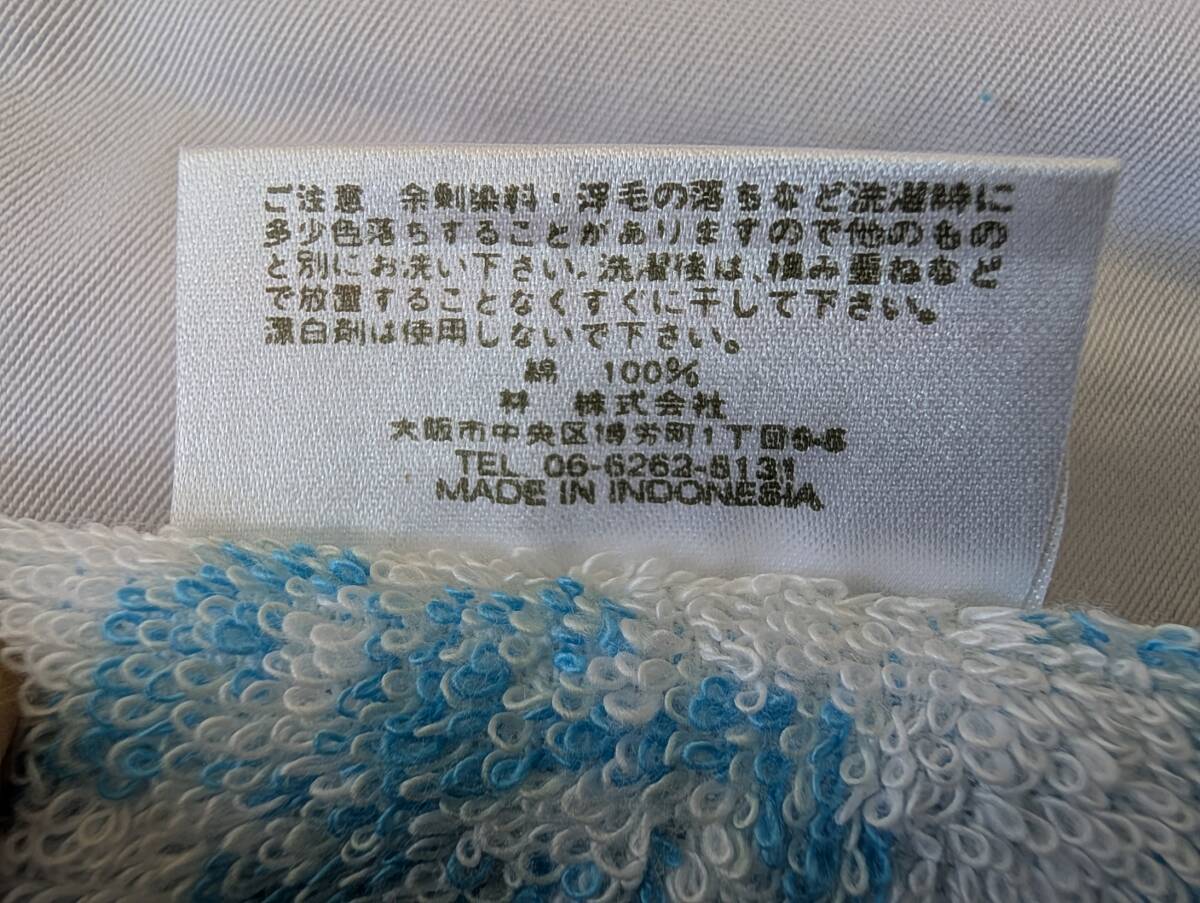 ご注意 余剰染料・浮毛の落ちなど洗濯時に
多少色落ちすることがありますので他のもの
と別にお洗い下さい。洗濯後は、積み重ねなど
で放置することなくすぐに干して下さい。
漂白剤は使用しないで下さい。
綿 100%
林 株式会社
大阪市中央区博労町1丁目
TEL 06-6262-8131
MADE IN INDONESIA